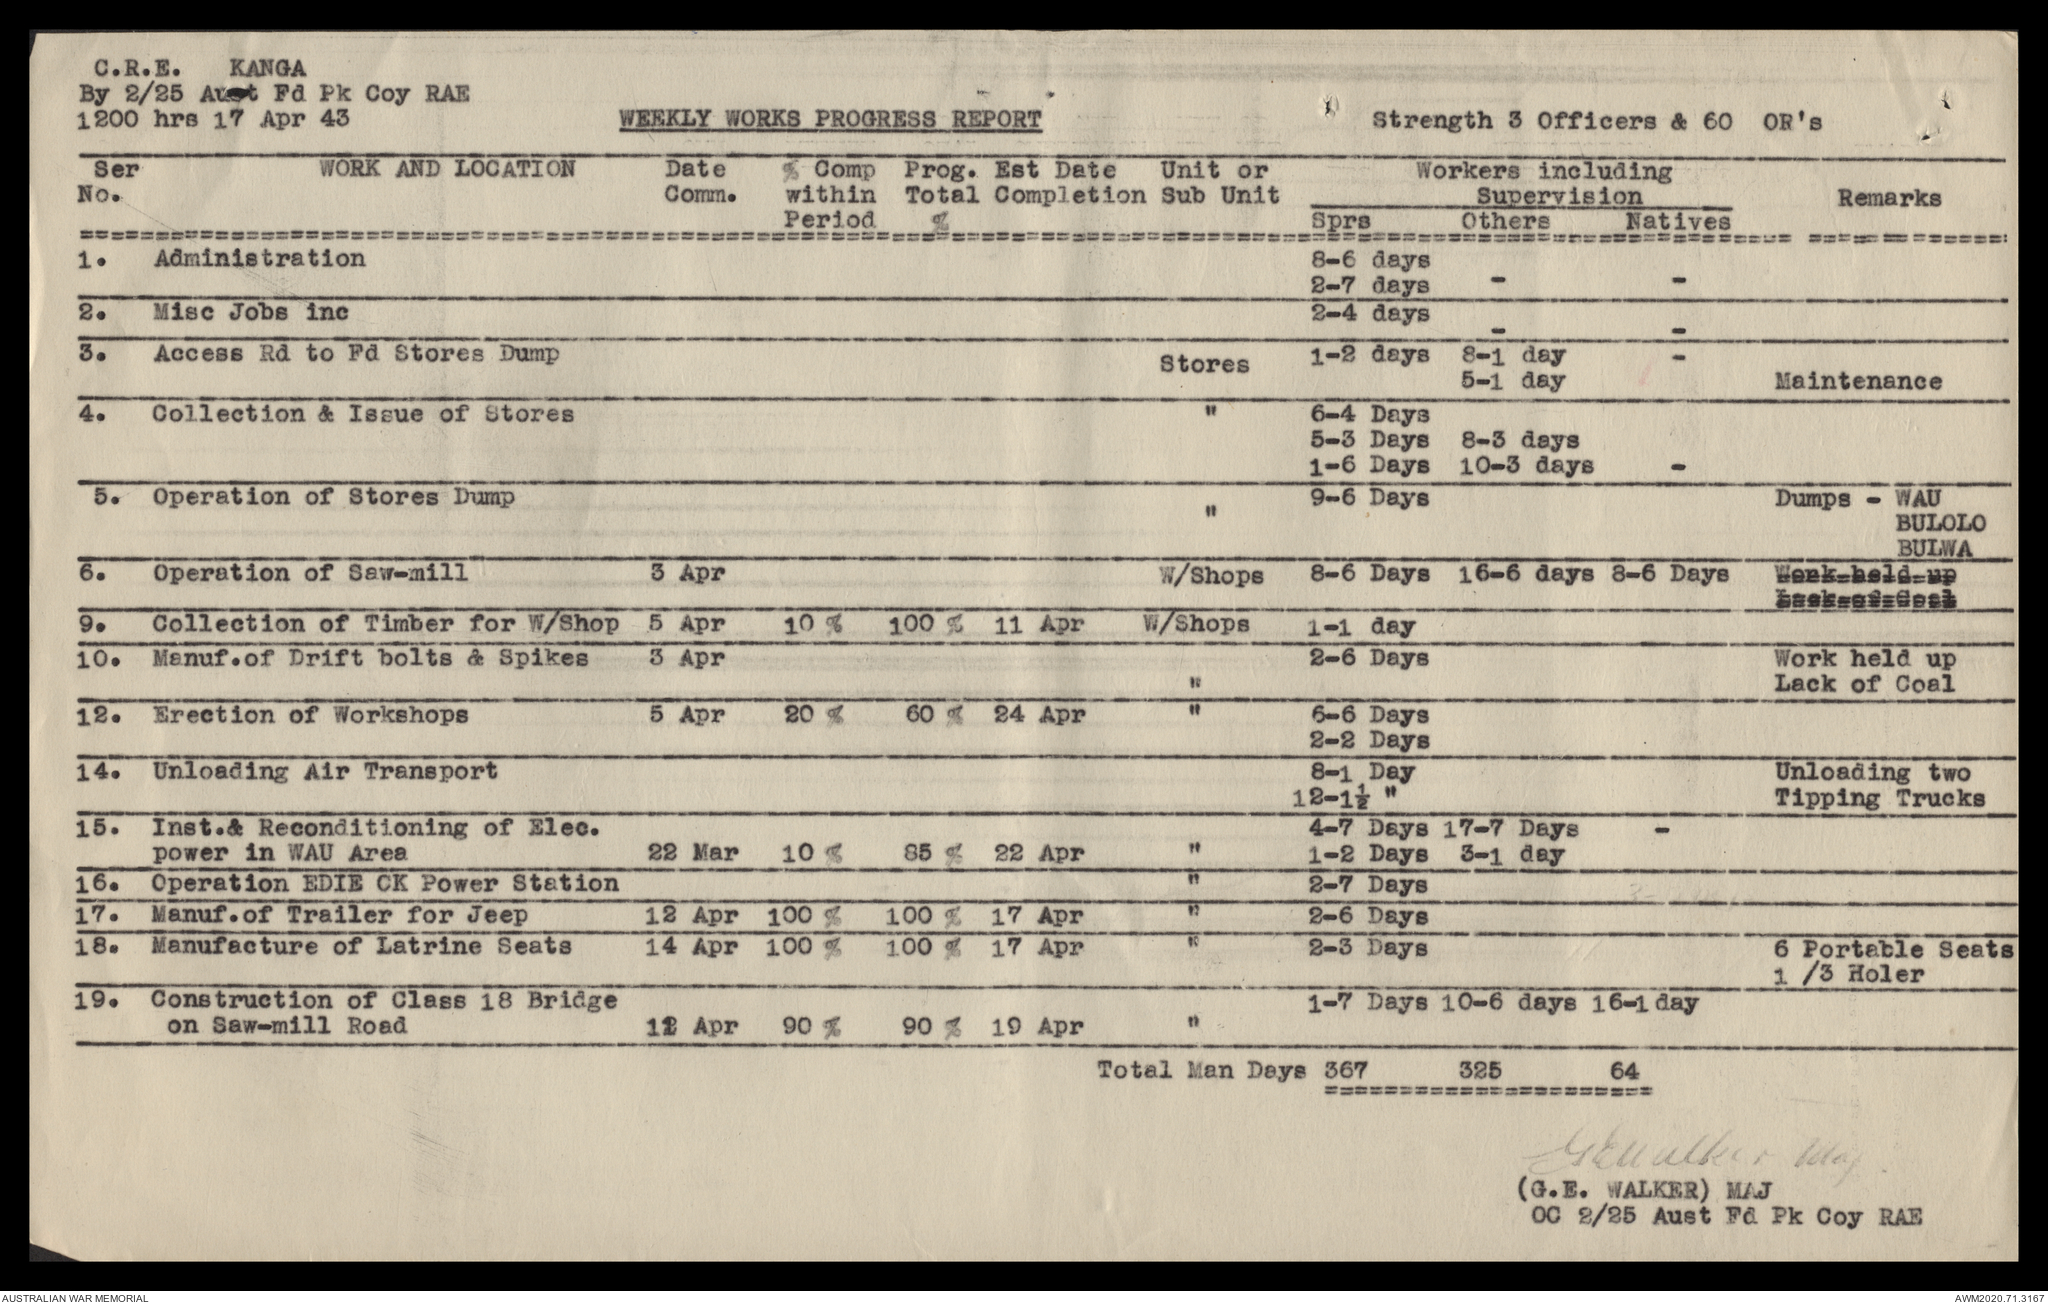 C.R.E. KANGA
By 2/25 Aust Fd Pk Coy RAE
1200 hrs 17 Apr 43
WEEKLY WORKS PROGRESS REPORT
Strength 3 Officers & 60 OR's
Ser WORK AND LOCATION Date % Comp Prog. Est Date Unit or Workers including
No. Comm. within Total Completion Sub Unit Supervision Remarks
Period % Sprs Others Natives
1. Administration 8-6 days
2-7 days - -
2. Misc Jobs inc 2-4 days
- -
3. Access Rd to Fd Stores Dump Stores 1-2 days 8-1 day -
5-1 day Maintenance
4. Collection & Issue of Stores " 6-4 Days
5-3 Days 8-3 days
1-6 Days 10-3 days -
5. Operation of Stores Dump 9-6 Days Dumps - WAU
" BULOLO
BULWA
6. Operation of Saw-mill 3 Apr W/Shops 8-6 Days 16-6 days 8-6 Days Work held up
Lack of Coal
9. Collection of Timber for W/Shop 5 Apr 10 % 100 % 11 Apr W/Shops 1-1 day
10. Manuf.of Drift bolts & Spikes 3 Apr 2-6 Days Work held up
" Lack of Coal
12. Erection of Workshops 5 Apr 20 % 60 % 24 Apr " 6-6 Days
2-2 Days
14. Unloading Air Transport 8-1 Day Unloading two
12-1½ " Tipping Trucks
15. Inst.& Reconditioning of Elec. 4-7 Days 17-7 Days -
power in WAU Area 22 Mar 10 % 85 % 22 Apr " 1-2 Days 3-1 day
16. Operation EDIE CK Power Station " 2-7 Days
17. Manuf.of Trailer for Jeep 12 Apr 100 % 100 % 17 Apr " 2-6 Days
18. Manufacture of Latrine Seats 14 Apr 100 % 100 % 17 Apr " 2-3 Days 6 Portable Seats
1 /3 Holer
19. Construction of Class 18 Bridge 1-7 Days 10-6 days 16-1 day
on Saw-mill Road 12 Apr 90 % 90 % 19 Apr "
Total Man Days 367 325 64
GEWalker Maj.
(G.E. WALKER) MAJ
OC 2/25 Aust Fd Pk Coy RAE
AUSTRALIAN WAR MEMORIAL
AWM2020.71.3167